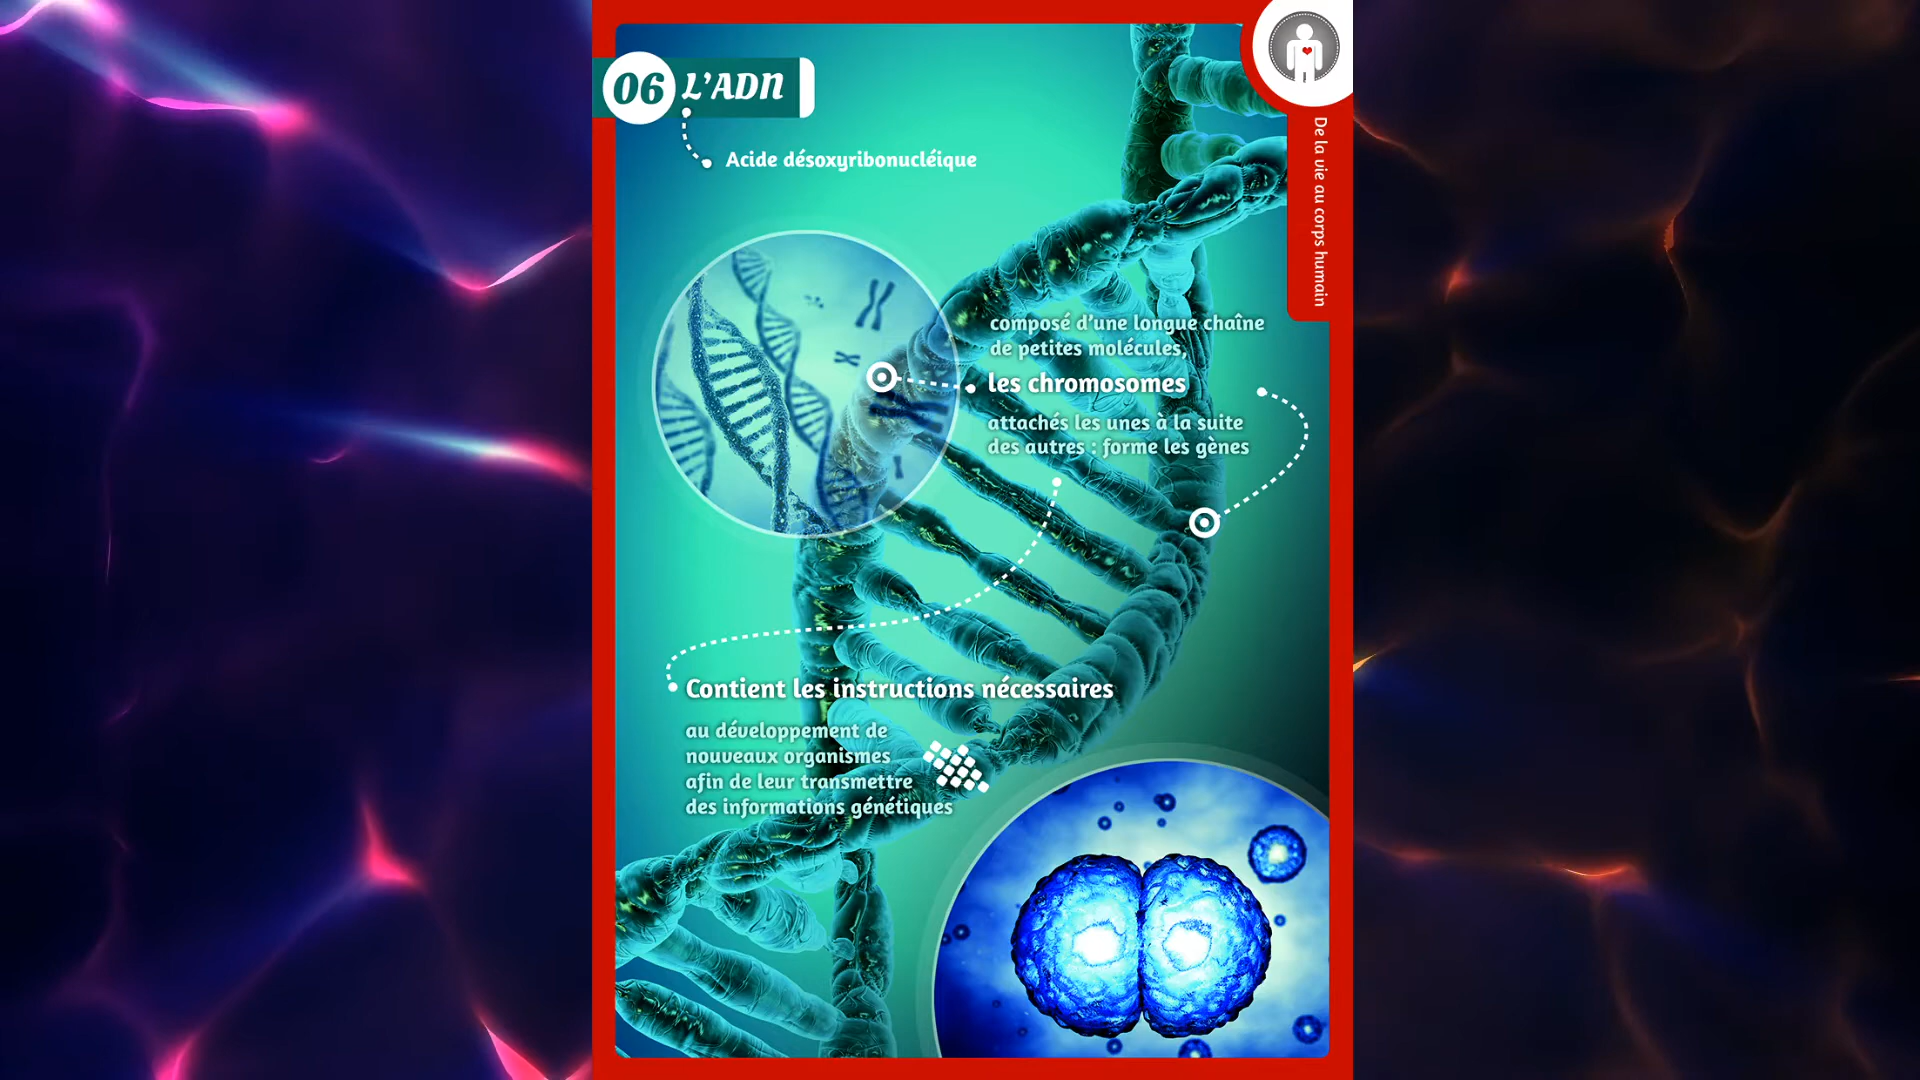 06 L'ADN
Acide désoxyribonucléique
De la vie au corps humain
composé d'une longue chaîne
de petites molécules,
les chromosomes
attachés les unes à la suite
des autres : forme les gènes
Contient les instructions nécessaires
au développement de
nouveaux organismes
afin de leur transmettre
des informations génétiques